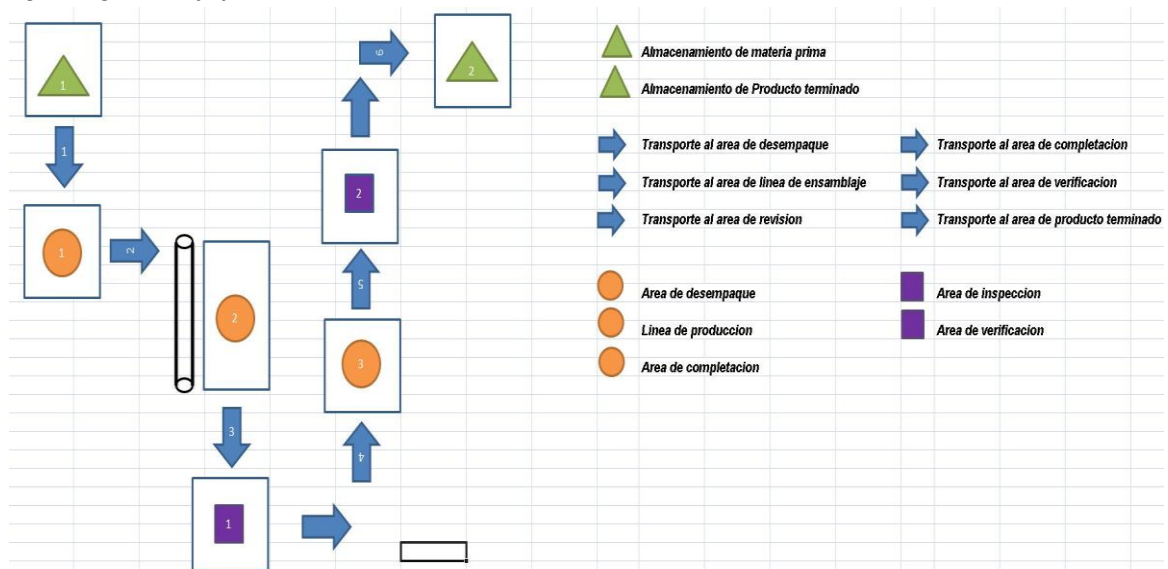 1
1
1
2
2
3
1
4
3
5
2
6
2
Almacenamiento de materia prima
Almacenamiento de Producto terminado
Transporte al area de desempaque
Transporte al area de linea de ensamblaje
Transporte al area de revision
Transporte al area de completacion
Transporte al area de verificacion
Transporte al area de producto terminado
Area de desempaque
Linea de produccion
Area de completacion
Area de inspeccion
Area de verificacion